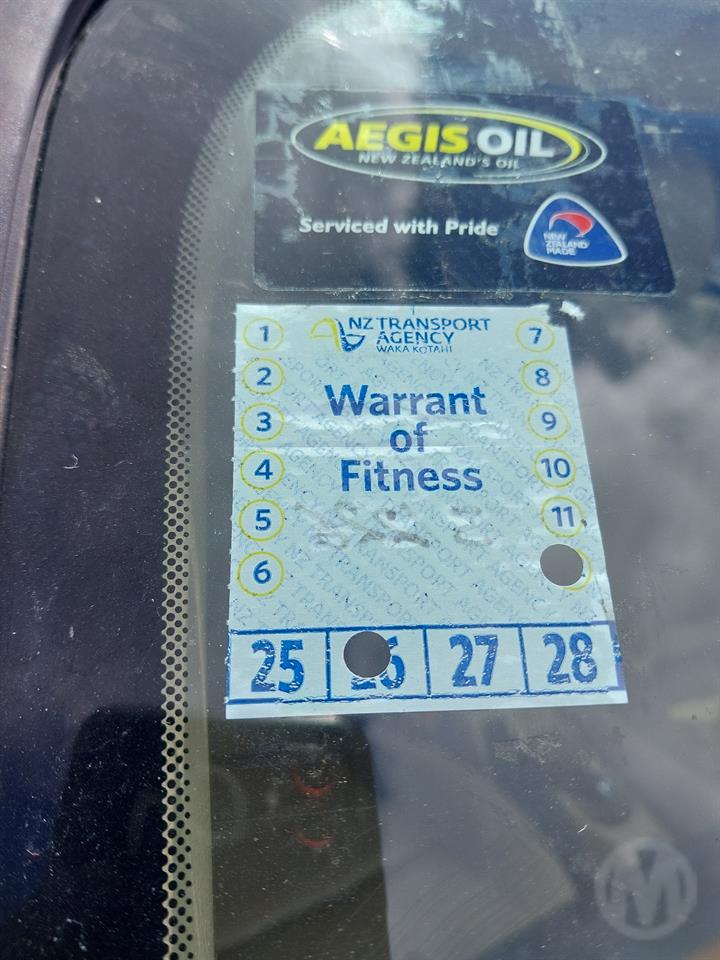 AEGIS OIL
NEW ZEALAND'S OIL
Serviced with Pride
NEW
ZEALAND
MADE
NZ TRANSPORT
AGENCY
WAKA KOTAHI
1
2
3
4
5
6
7
8
9
10
11
Warrant
of
Fitness
25 26 27 28
M